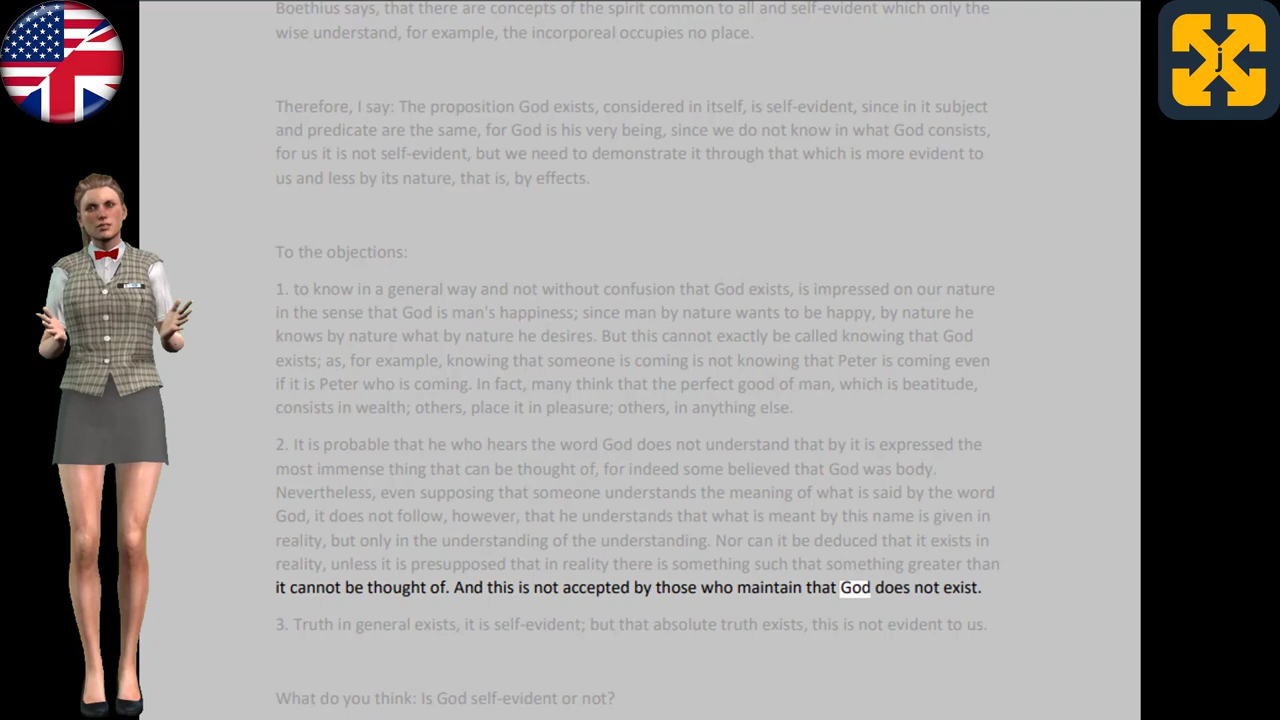 Boethius says, that there are concepts of the spirit common to all and self-evident which only the
wise understand, for example, the incorporeal occupies no place.
Therefore, I say: The proposition God exists, considered in itself, is self-evident, since in it subject
and predicate are the same, for God is his very being, since we do not know in what God consists,
for us it is not self-evident, but we need to demonstrate it through that which is more evident to
us and less by its nature, that is, by effects.
To the objections:
1. to know in a general way and not without confusion that God exists, is impressed on our nature
in the sense that God is man's happiness; since man by nature wants to be happy, by nature he
knows by nature what by nature he desires. But this cannot exactly be called knowing that God
exists; as, for example, knowing that someone is coming is not knowing that Peter is coming even
if it is Peter who is coming. In fact, many think that the perfect good of man, which is beatitude,
consists in wealth; others, place it in pleasure; others, in anything else.
2. It is probable that he who hears the word God does not understand that by it is expressed the
most immense thing that can be thought of, for indeed some believed that God was body.
Nevertheless, even supposing that someone understands the meaning of what is said by the word
God, it does not follow, however, that he understands that what is meant by this name is given in
reality, but only in the understanding of the understanding. Nor can it be deduced that it exists in
reality, unless it is presupposed that in reality there is something such that something greater than
it cannot be thought of. And this is not accepted by those who maintain that God does not exist.
3. Truth in general exists, it is self-evident; but that absolute truth exists, this is not evident to us.
What do you think: Is God self-evident or not?
j